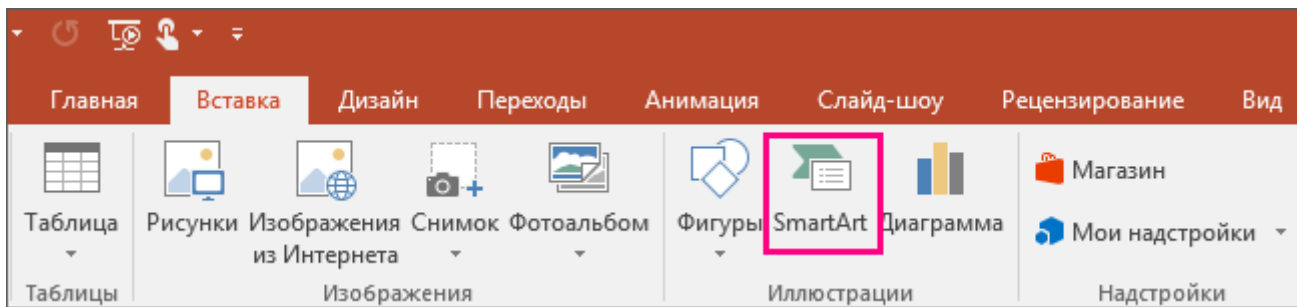 Главная Вставка Дизайн Переходы Анимация Слайд-шоу Рецензирование Вид
Таблица Рисунки Изображения из Интернета Снимок Фотоальбом Фигуры SmartArt Диаграмма Магазин
Мои надстройки
Таблицы Изображения Иллюстрации Надстройки